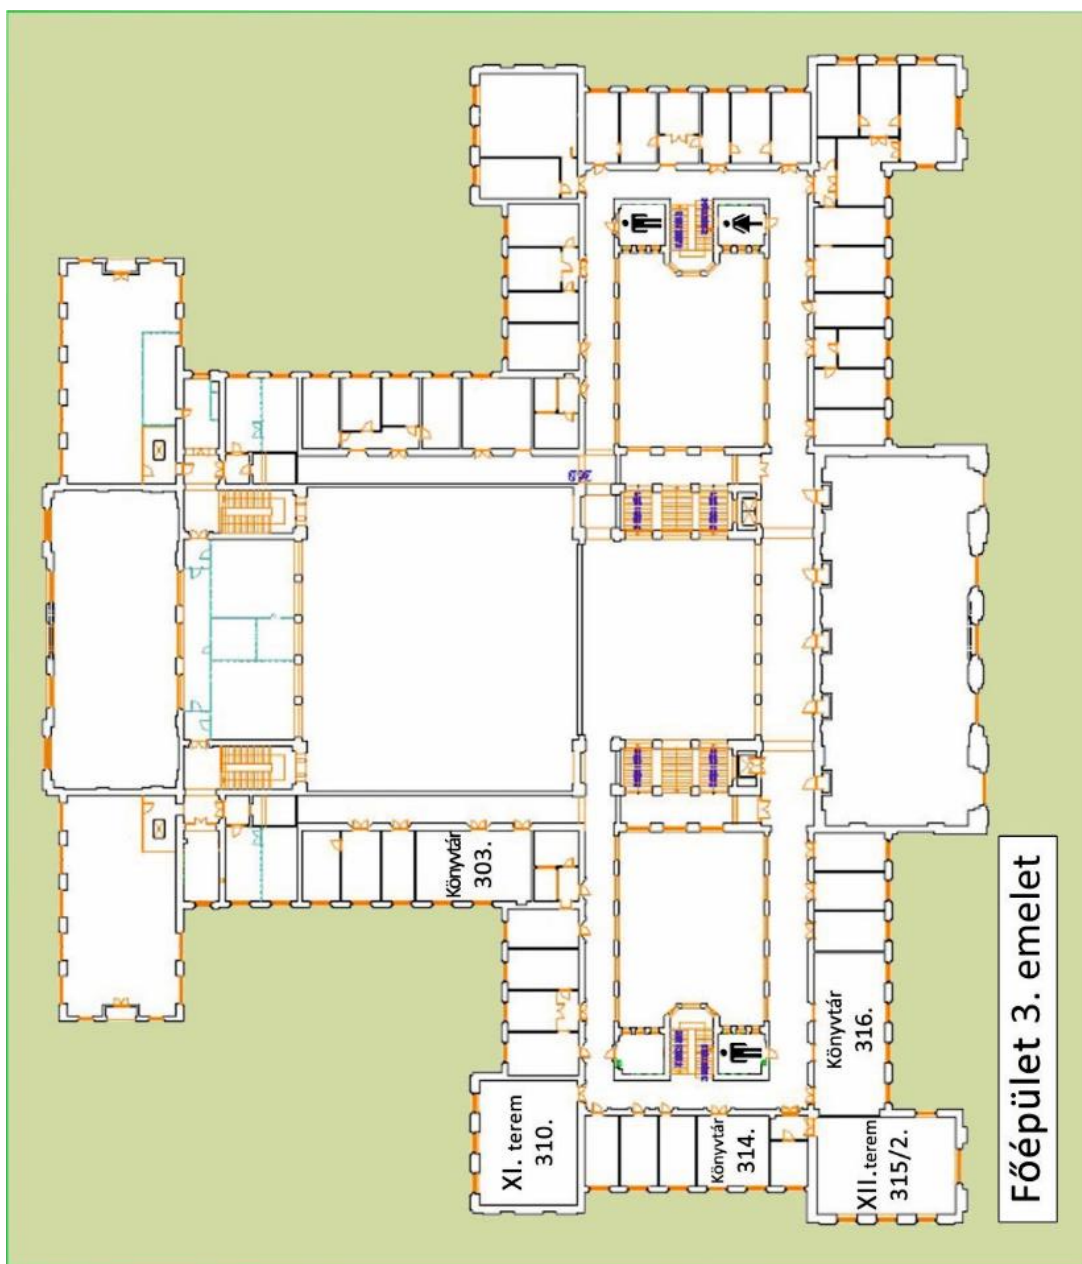 Könyvtár
303.
XI. terem
310.
Könyvtár
314.
XII. terem
315/2.
Könyvtár
316.
Főépület 3. emelet